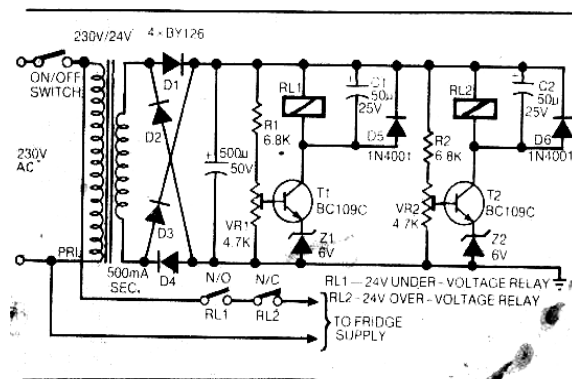 230V/24V
4 × BY126
ON/OFF
SWITCH
D1
D2
D3
D4
230V
AC
PRI.
500mA
SEC.
500µ
50V
R1
6.8K
VR1
4.7K
RL1
C1
50µ
25V
D5
1N4001
T1
BC109C
Z1
6V
R2
6.8K
VR2
4.7K
RL2
C2
50µ
25V
D6
1N4001
T2
BC109C
Z2
6V
N/O
N/C
RL1
RL2
RL1 — 24V UNDER - VOLTAGE RELAY
RL2 - 24V OVER - VOLTAGE RELAY
TO FRIDGE
SUPPLY